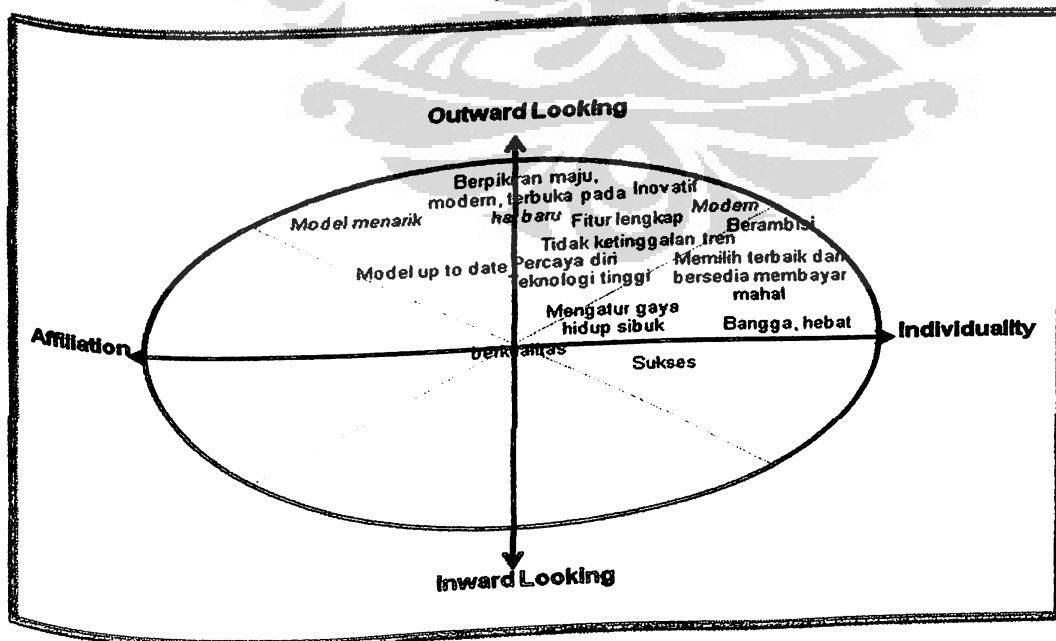 Outward Looking
Berpikiran maju,
modern, terbuka pada Inovatif
hal baru Fitur lengkap
Modern
Model menarik
Berambisi
Tidak ketinggalan tren
Model up to date Percaya diri
Teknologi tinggi
Memilih terbaik dan
bersedia membayar
mahal
Mengatur gaya
hidup sibuk
Bangga, hebat
Affiliation
Individuality
berkualitas
Sukses
Inward Looking